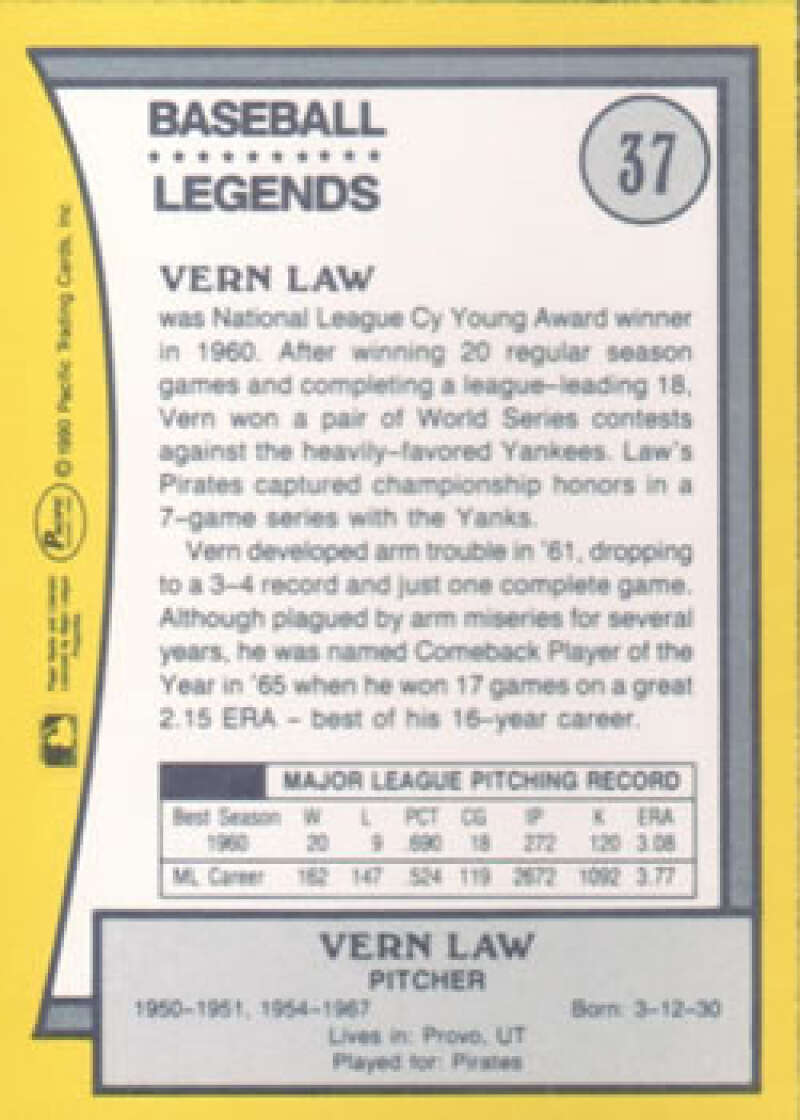 BASEBALL
LEGENDS
37
VERN LAW
was National League Cy Young Award winner
in 1960. After winning 20 regular season
games and completing a league-leading 18,
Vern won a pair of World Series contests
against the heavily-favored Yankees. Law's
Pirates captured championship honors in a
7-game series with the Yanks.
Vern developed arm trouble in '61, dropping
to a 3-4 record and just one complete game.
Although plagued by arm miseries for several
years, he was named Comeback Player of the
Year in '65 when he won 17 games on a great
2.15 ERA - best of his 16-year career.
MAJOR LEAGUE PITCHING RECORD
Best Season W L PCT CG IP K ERA
1960 20 9 .690 18 272 120 3.08
ML Career 162 147 .524 119 2672 1092 3.77
VERN LAW
PITCHER
1950-1951, 1954-1967 Born: 3-12-30
Lives in: Provo, UT
Played for: Pirates
© 1990 Pacific Trading Cards, Inc
Pacific